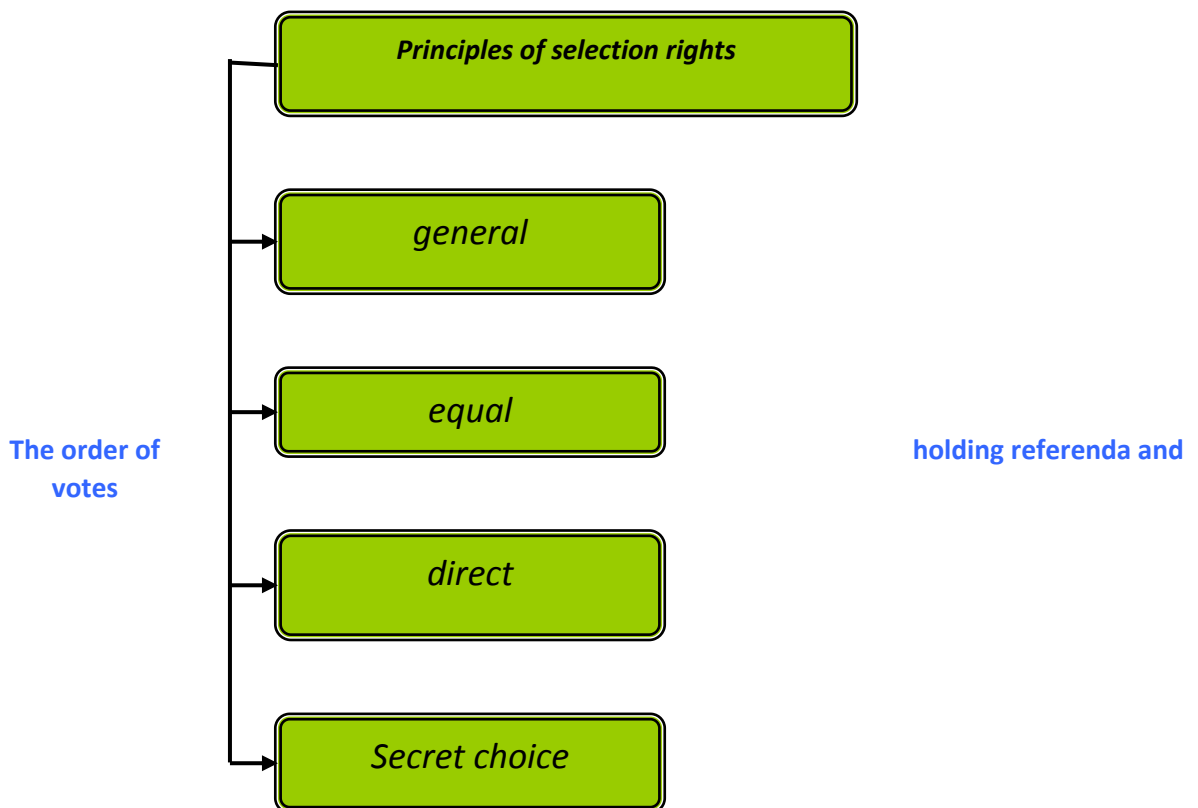 Principles of selection rights
general
equal
The order of holding referenda and
votes
direct
Secret choice